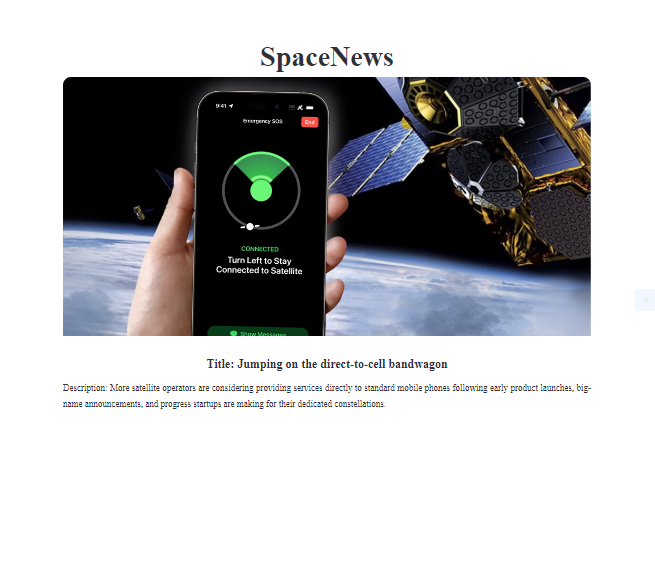 SpaceNews
9:41
Emergency SOS
End
CONNECTED
Turn Left to Stay
Connected to Satellite
Show Messages
Title: Jumping on the direct-to-cell bandwagon
Description: More satellite operators are considering providing services directly to standard mobile phones following early product launches, big-
name announcements, and progress startups are making for their dedicated constellations.